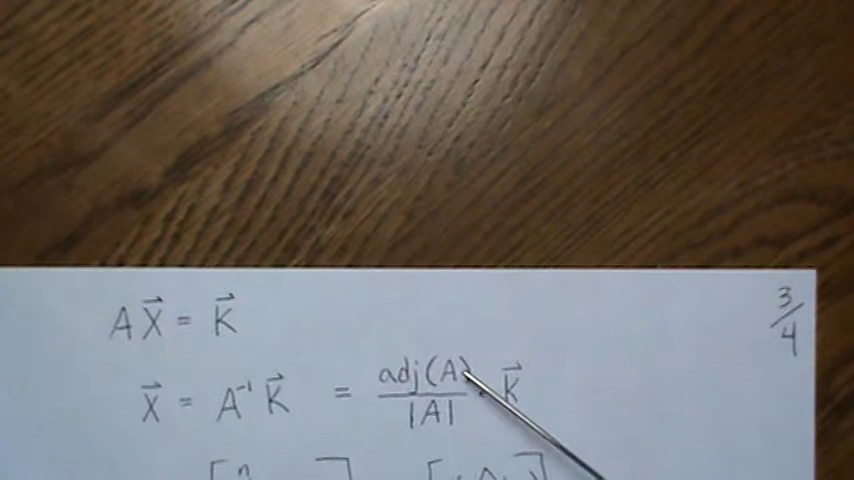 3/4
A X⃗ = K⃗
X⃗ = A⁻¹ K⃗ = adj(A)/|A| · K⃗